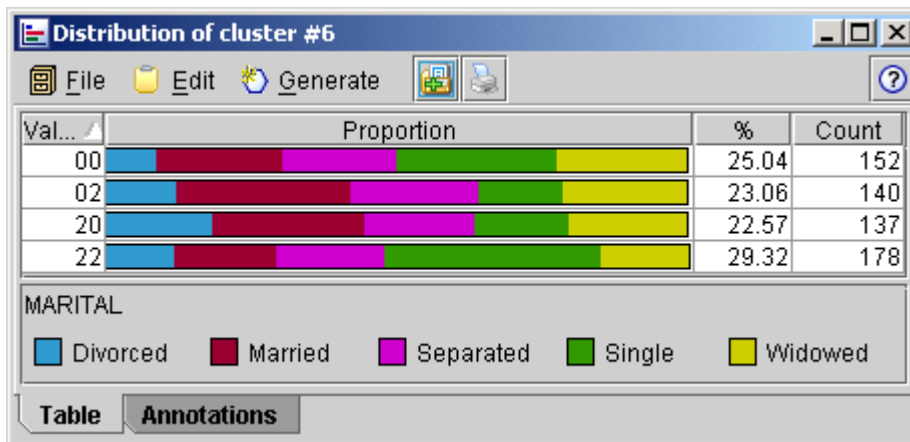 Distribution of cluster #6
File Edit Generate
Val... Proportion % Count
00 25.04 152
02 23.06 140
20 22.57 137
22 29.32 178
MARITAL
Divorced Married Separated Single Widowed
Table Annotations